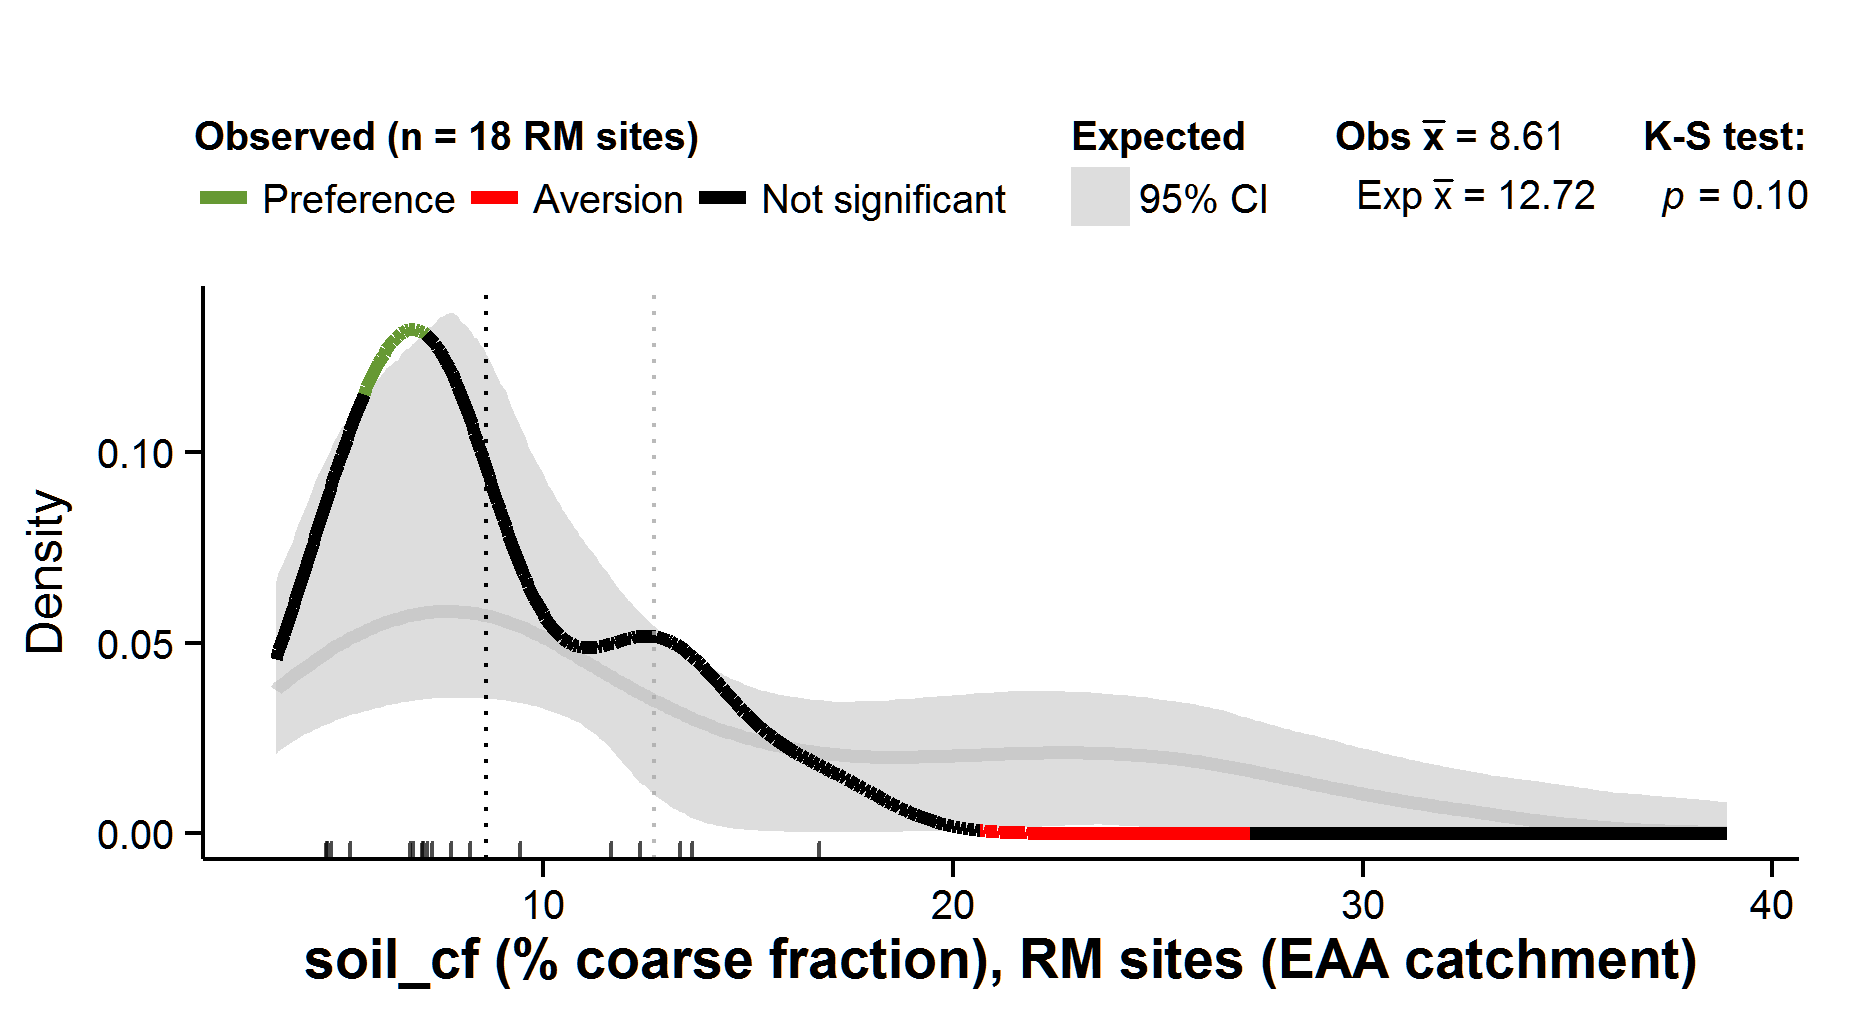 Observed (n = 18 RM sites) Expected Obs x̅ = 8.61 K-S test:
Preference Aversion Not significant 95% CI Exp x̅ = 12.72 p = 0.10
Density
0.10
0.05
0.00
10 20 30 40
soil_cf (% coarse fraction), RM sites (EAA catchment)